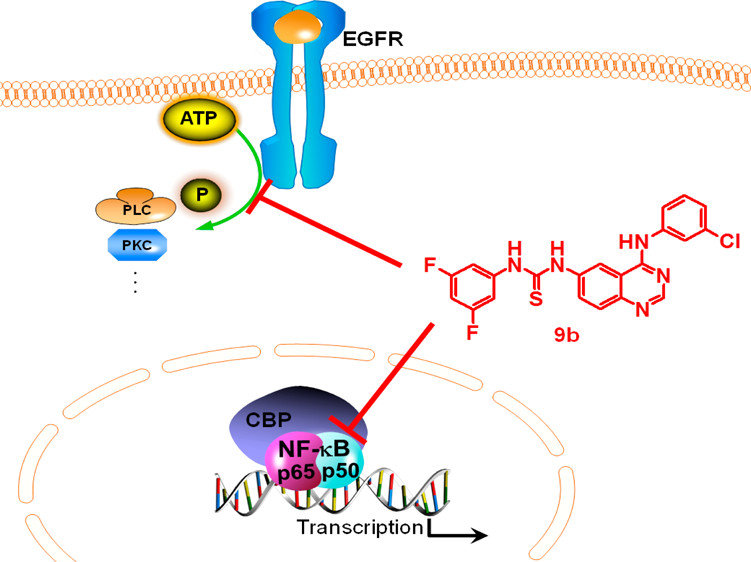 EGFR
ATP
P
PLC
PKC
H
N
H
N
S
F
F
HN
Cl
N
N
9b
CBP
NF-κB
p65 p50
Transcription